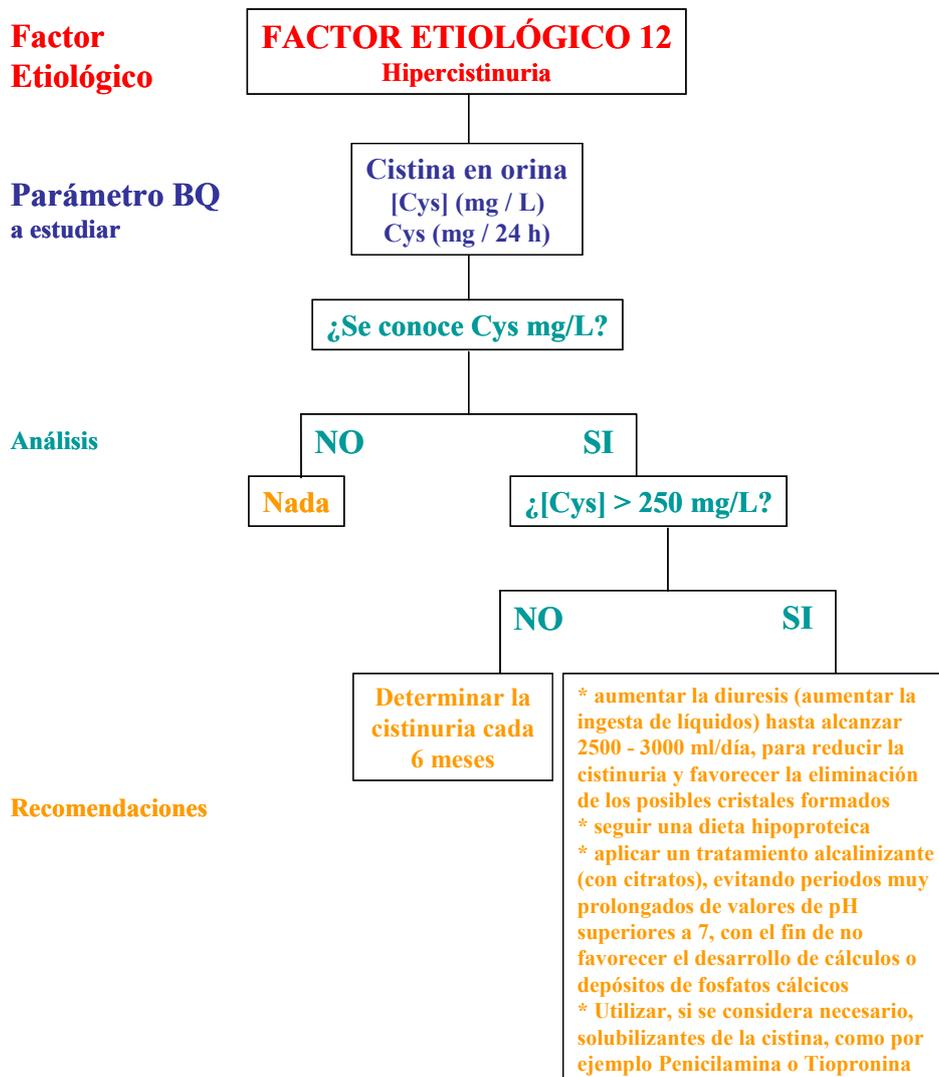 Factor
Etiológico
FACTOR ETIOLÓGICO 12
Hipercistinuria
Parámetro BQ
a estudiar
Cistina en orina
[Cys] (mg / L)
Cys (mg / 24 h)
¿Se conoce Cys mg/L?
Análisis
NO
SI
Nada
¿[Cys] > 250 mg/L?
NO
SI
Determinar la
cistinuria cada
6 meses
Recomendaciones
* aumentar la diuresis (aumentar la
ingesta de líquidos) hasta alcanzar
2500 - 3000 ml/día, para reducir la
cistinuria y favorecer la eliminación
de los posibles cristales formados
* seguir una dieta hipoproteica
* aplicar un tratamiento alcalinizante
(con citratos), evitando periodos muy
prolongados de valores de pH
superiores a 7, con el fin de no
favorecer el desarrollo de cálculos o
depósitos de fosfatos cálcicos
* Utilizar, si se considera necesario,
solubilizantes de la cistina, como por
ejemplo Penicilamina o Tiopronina